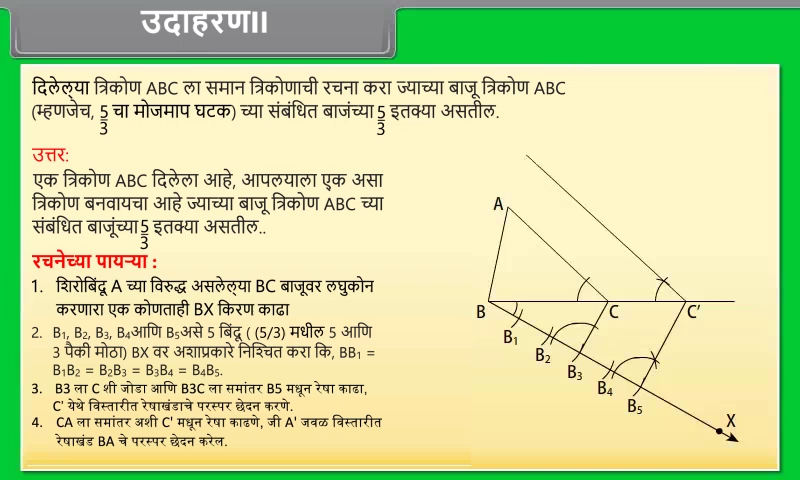 उदाहरण।।
दिलेल्या त्रिकोण ABC ला समान त्रिकोणाची रचना करा ज्याच्या बाजू त्रिकोण ABC
(म्हणजेच, 5/3 चा मोजमाप घटक) च्या संबंधित बाजंच्या 5/3 इतक्या असतील.
उत्तर:
एक त्रिकोण ABC दिलेला आहे, आपलयाला एक असा
त्रिकोण बनवायचा आहे ज्याच्या बाजू त्रिकोण ABC च्या
संबंधित बाजूंच्या 5/3 इतक्या असतील..
रचनेच्या पायऱ्या :
1. शिरोबिंदू A च्या विरुद्ध असलेल्या BC बाजूवर लघुकोन
करणारा एक कोणताही BX किरण काढा
2. B₁, B₂, B₃, B₄आणि B₅असे 5 बिंदू ( (5/3) मधील 5 आणि
3 पैकी मोठा) BX वर अशाप्रकारे निश्चित करा कि, BB₁ =
B₁B₂ = B₂B₃ = B₃B₄ = B₄B₅.
3. B3 ला C शी जोडा आणि B3C ला समांतर B5 मधून रेषा काढा,
C' येथे विस्तारीत रेषाखंडाचे परस्पर छेदन करणे.
4. CA ला समांतर अशी C' मधून रेषा काढणे, जी A' जवळ विस्तारीत
रेषाखंड BA चे परस्पर छेदन करेल.
A
B
C
C'
B₁
B₂
B₃
B₄
B₅
X